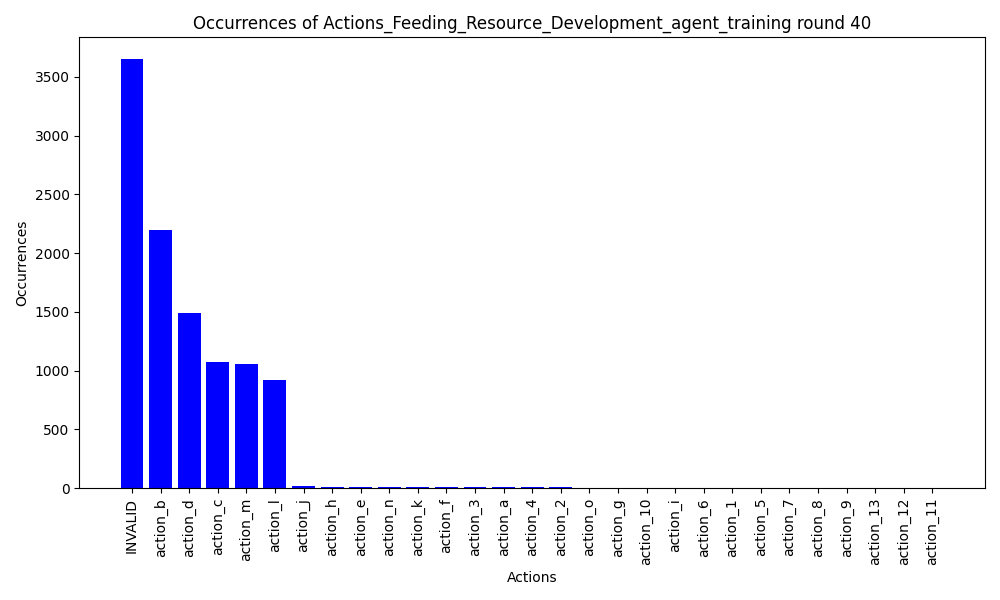 Occurrences of Actions_Feeding_Resource_Development_agent_training round 40
Occurrences
3500
3000
2500
2000
1500
1000
500
0
INVALID
action_b
action_d
action_c
action_m
action_l
action_j
action_h
action_e
action_n
action_k
action_f
action_3
action_a
action_4
action_2
action_o
action_g
action_10
action_i
action_6
action_1
action_5
action_7
action_8
action_9
action_13
action_12
action_11
Actions